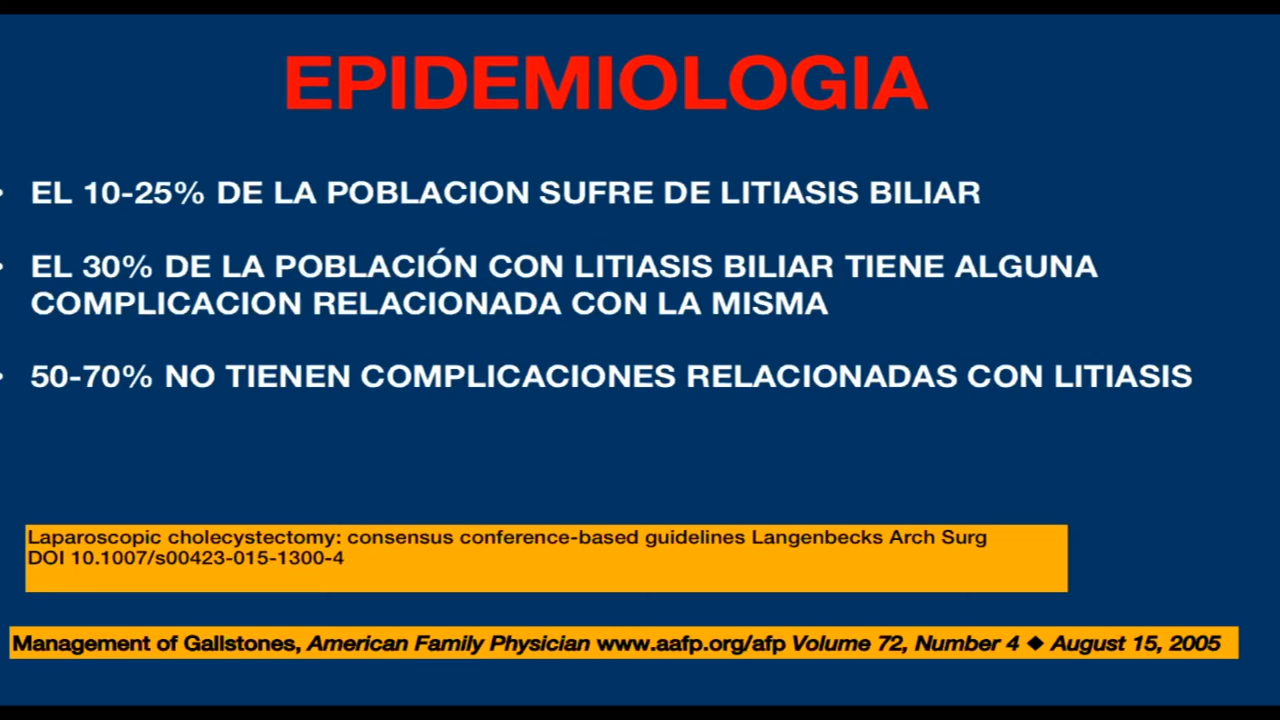 EPIDEMIOLOGIA
• EL 10-25% DE LA POBLACION SUFRE DE LITIASIS BILIAR
• EL 30% DE LA POBLACIÓN CON LITIASIS BILIAR TIENE ALGUNA
COMPLICACION RELACIONADA CON LA MISMA
• 50-70% NO TIENEN COMPLICACIONES RELACIONADAS CON LITIASIS
Laparoscopic cholecystectomy: consensus conference-based guidelines Langenbecks Arch Surg
DOI 10.1007/s00423-015-1300-4
Management of Gallstones, American Family Physician www.aafp.org/afp Volume 72, Number 4 ◆ August 15, 2005